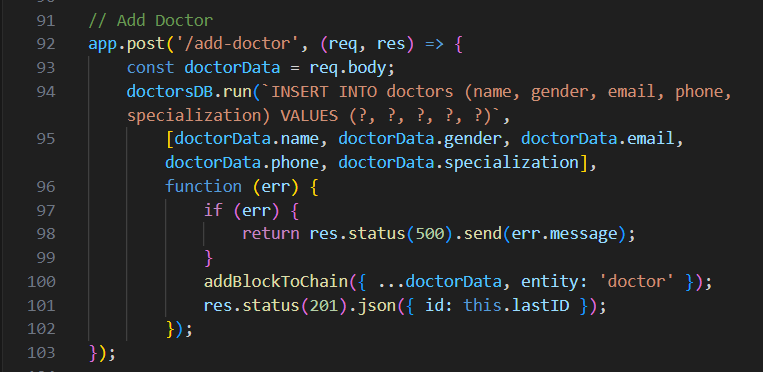 91 // Add Doctor
92 app.post('/add-doctor', (req, res) => {
93     const doctorData = req.body;
94     doctorsDB.run(`INSERT INTO doctors (name, gender, email, phone,
    specialization) VALUES (?, ?, ?, ?, ?)`,
95         [doctorData.name, doctorData.gender, doctorData.email,
        doctorData.phone, doctorData.specialization],
96         function (err) {
97             if (err) {
98                 return res.status(500).send(err.message);
99             }
100             addBlockToChain({ ...doctorData, entity: 'doctor' });
101             res.status(201).json({ id: this.lastID });
102         });
103 });